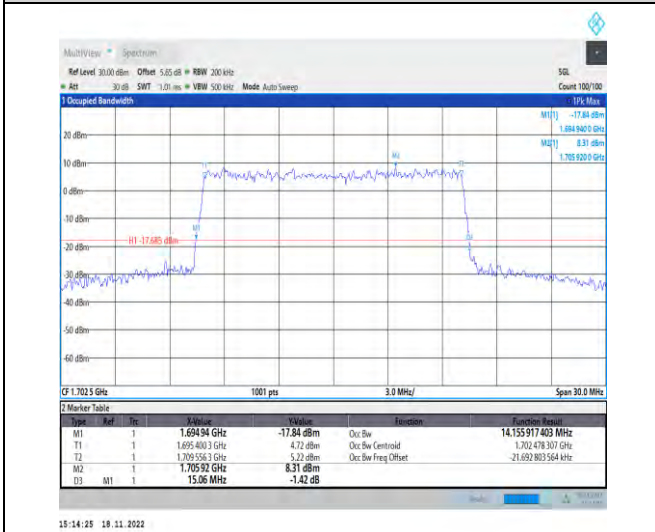 MultiView Spectrum
Ref Level 30.00 dBm Offset 5.65 dB RBW 200 kHz SGL
Att 30 dB SWT 1.01 ms VBW 500 kHz Mode Auto Sweep Count 100/100
1 Occupied Bandwidth 1Pk Max
M1[1] -17.84 dBm
1.694 940 0 GHz
M2[1] 8.31 dBm
1.705 920 0 GHz
20 dBm
10 dBm
M2
T1
T2
0 dBm
-10 dBm
M1
H1 -17.685 dBm
D3
-20 dBm
-30 dBm
-40 dBm
-50 dBm
-60 dBm
CF 1.702 5 GHz 1001 pts 3.0 MHz/ Span 30.0 MHz
2 Marker Table
Type Ref Trc X-Value Y-Value Function Function Result
M1 1 1.694 94 GHz -17.84 dBm Occ Bw 14.155 917 403 MHz
T1 1 1.695 400 3 GHz 4.72 dBm Occ Bw Centroid 1.702 478 307 GHz
T2 1 1.709 556 3 GHz 5.22 dBm Occ Bw Freq Offset -21.692 803 564 kHz
M2 1 1.705 92 GHz 8.31 dBm
D3 M1 1 15.06 MHz -1.42 dB
15:14:25 18.11.2022